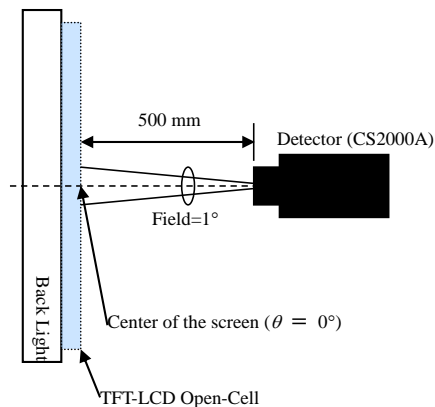 500 mm
Detector (CS2000A)
Field=1°
Back Light
Center of the screen (θ = 0°)
TFT-LCD Open-Cell